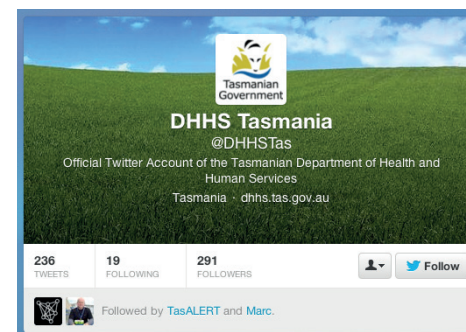 Tasmanian
Government
DHHS Tasmania
@DHHSTas
Official Twitter Account of the Tasmanian Department of Health and
Human Services
Tasmania · dhhs.tas.gov.au
236
TWEETS
19
FOLLOWING
291
FOLLOWERS
Follow
Followed by TasALERT and Marc.